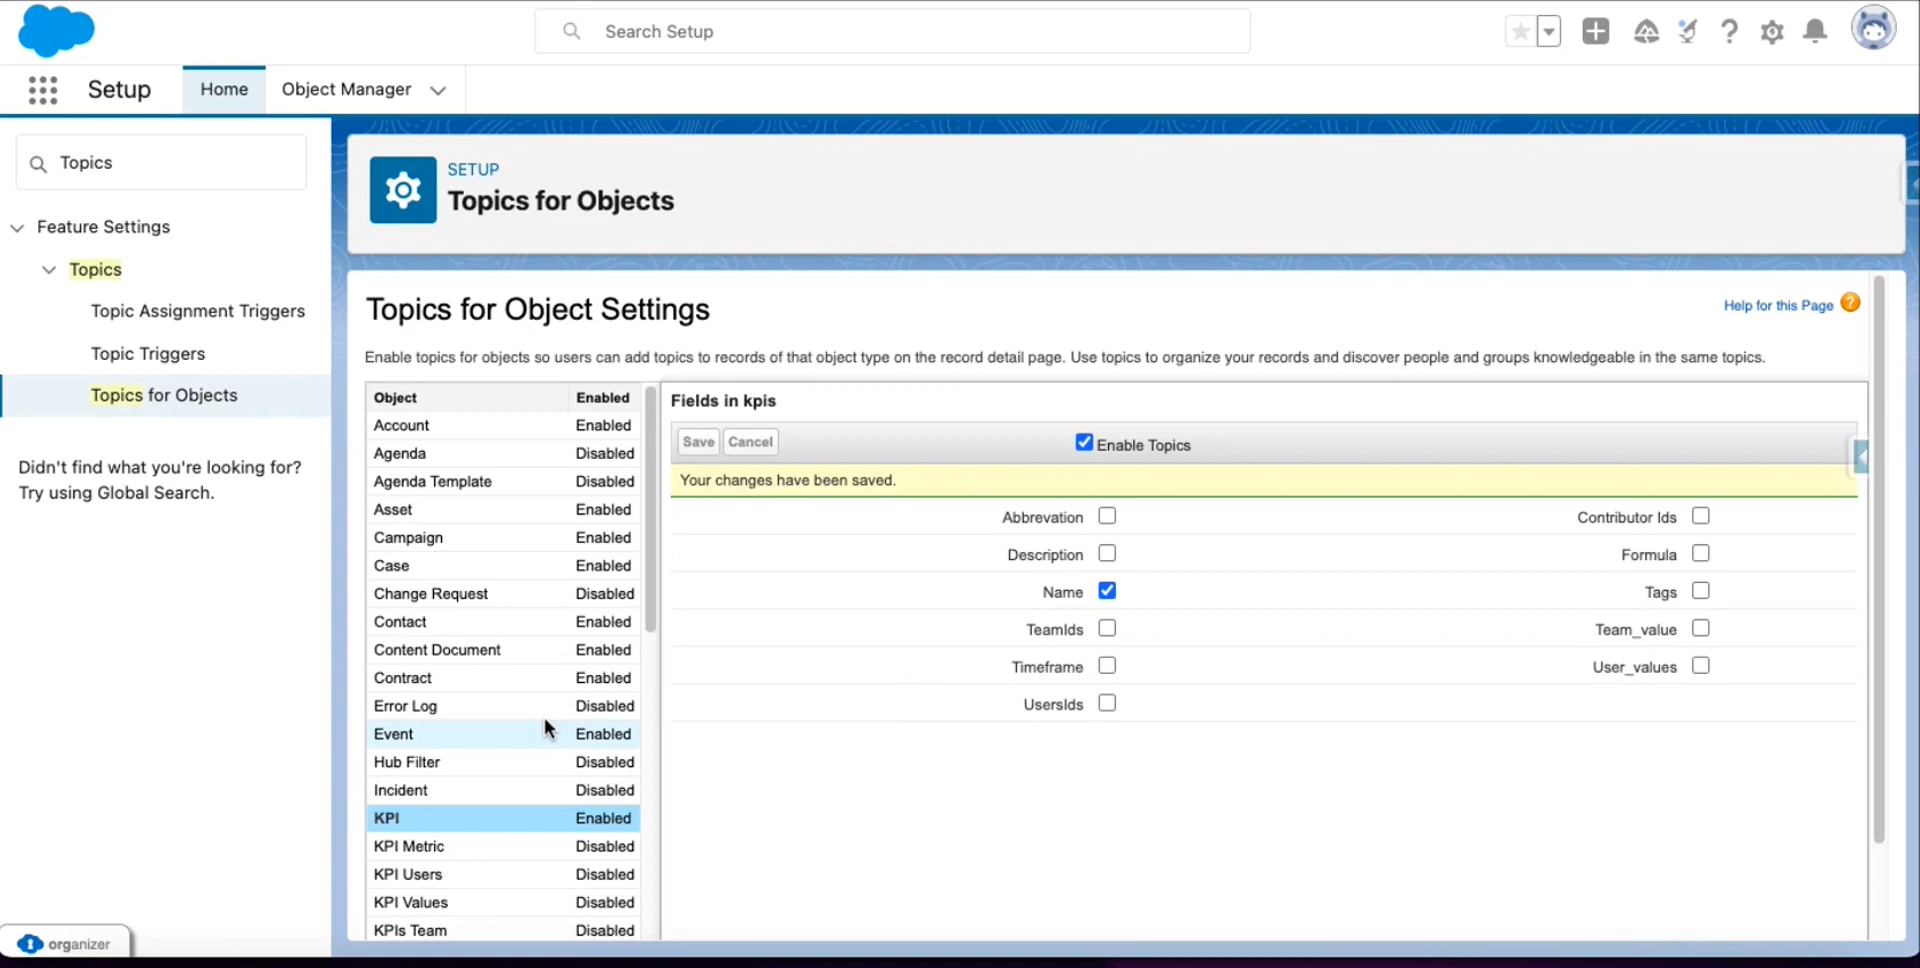 Search Setup
Setup
Home
Object Manager
Topics
Feature Settings
Topics
Topic Assignment Triggers
Topic Triggers
Topics for Objects
Didn't find what you're looking for?
Try using Global Search.
organizer
SETUP
Topics for Objects
Topics for Object Settings
Help for this Page ?
Enable topics for objects so users can add topics to records of that object type on the record detail page. Use topics to organize your records and discover people and groups knowledgeable in the same topics.
Object Enabled
Account Enabled
Agenda Disabled
Agenda Template Disabled
Asset Enabled
Campaign Enabled
Case Enabled
Change Request Disabled
Contact Enabled
Content Document Enabled
Contract Enabled
Error Log Disabled
Event Enabled
Hub Filter Disabled
Incident Disabled
KPI Enabled
KPI Metric Disabled
KPI Users Disabled
KPI Values Disabled
KPIs Team Disabled
Fields in kpis
Save Cancel Enable Topics
Your changes have been saved.
Abbrevation Contributor Ids
Description Formula
Name Tags
TeamIds Team_value
Timeframe User_values
UsersIds